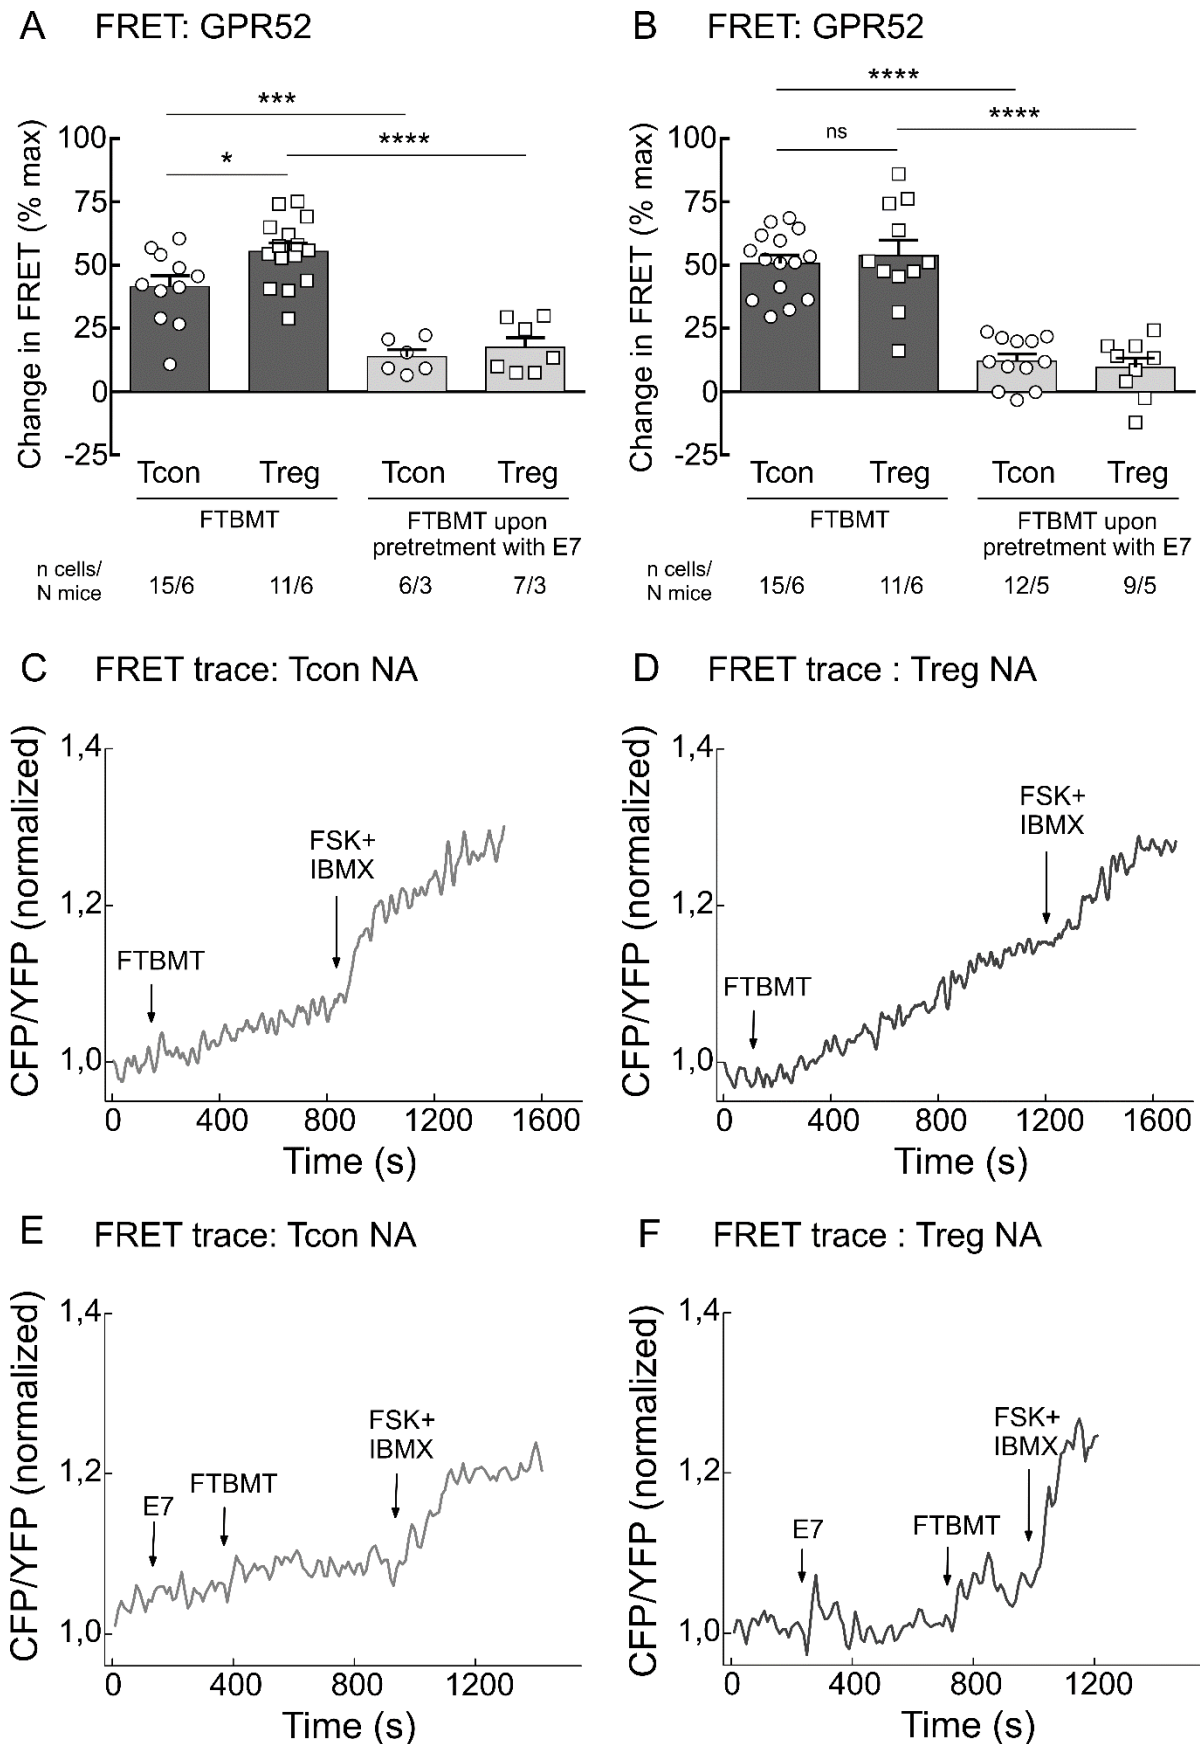 A FRET: GPR52
***
*
****
Change in FRET (% max)
100
75
50
25
0
-25
Tcon Treg Tcon Treg
FTBMT
FTBMT upon
pretretment with E7
n cells/
N mice
15/6 11/6 6/3 7/3
B FRET: GPR52
****
ns
****
Change in FRET (% max)
100
75
50
25
0
-25
Tcon Treg Tcon Treg
FTBMT
FTBMT upon
pretretment with E7
n cells/
N mice
15/6 11/6 12/5 9/5
C FRET trace: Tcon NA
CFP/YFP (normalized)
1,4
1,2
1,0
FTBMT
FSK+
IBMX
0 400 800 1200 1600
Time (s)
D FRET trace : Treg NA
CFP/YFP (normalized)
1,4
1,2
1,0
FTBMT
FSK+
IBMX
0 400 800 1200 1600
Time (s)
E FRET trace: Tcon NA
CFP/YFP (normalized)
1,4
1,2
1,0
E7
FTBMT
FSK+
IBMX
0 400 800 1200
Time (s)
F FRET trace : Treg NA
CFP/YFP (normalized)
1,4
1,2
1,0
E7
FTBMT
FSK+
IBMX
0 400 800 1200
Time (s)